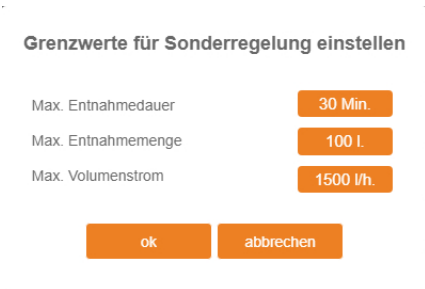 Grenzwerte für Sonderregelung einstellen
Max. Entnahmedauer 30 Min.
Max. Entnahmemenge 100 l.
Max. Volumenstrom 1500 l/h.
ok abbrechen